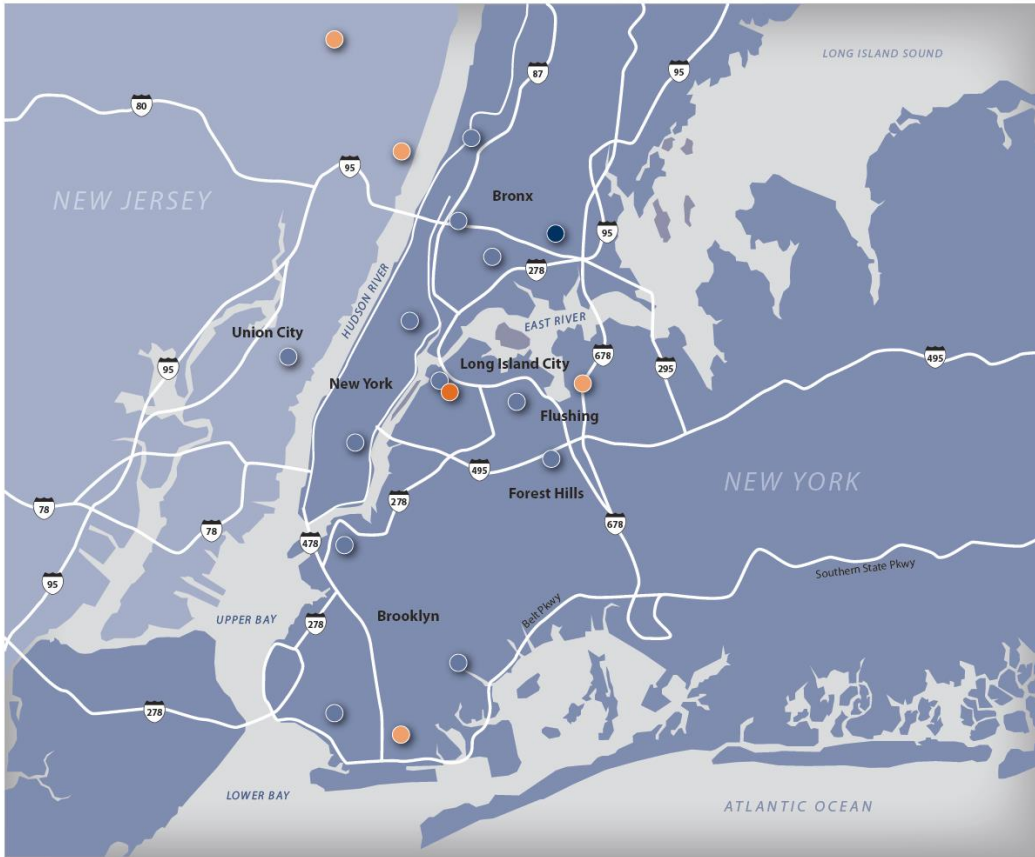 LONG ISLAND SOUND
87
95
80
95
NEW JERSEY
Bronx
95
278
HUDSON RIVER
EAST RIVER
Union City
678
495
95
Long Island City
295
New York
Flushing
495
NEW YORK
Forest Hills
278
78
678
78
478
95
Southern State Pkwy
Belt Pkwy
UPPER BAY
278
Brooklyn
278
LOWER BAY
ATLANTIC OCEAN